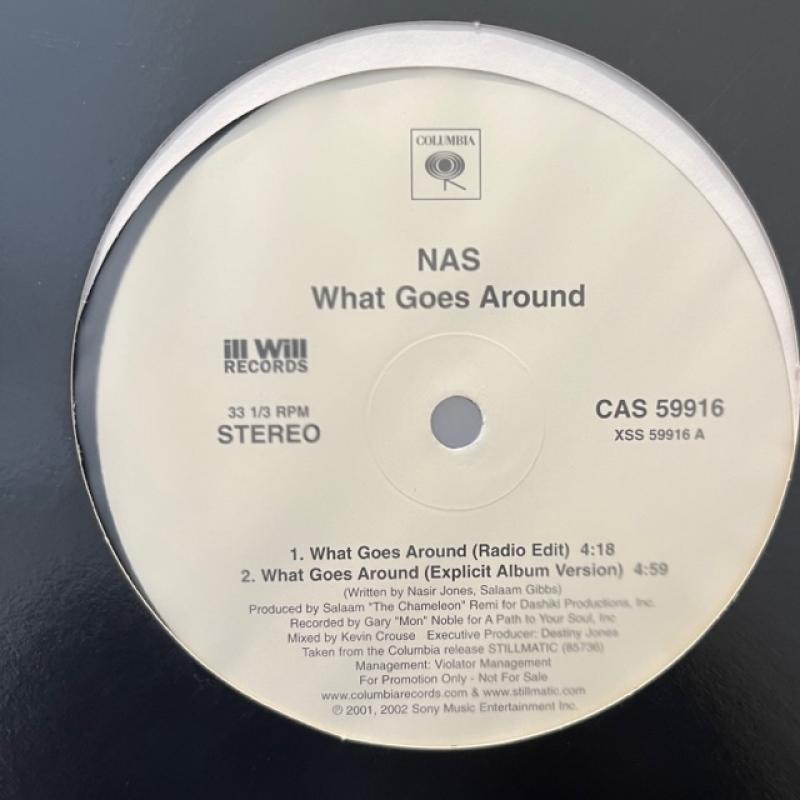 COLUMBIA
NAS
What Goes Around
ill Will
RECORDS
33 1/3 RPM
STEREO
CAS 59916
XSS 59916 A
1. What Goes Around (Radio Edit) 4:18
2. What Goes Around (Explicit Album Version) 4:59
(Written by Nasir Jones, Salaam Gibbs)
Produced by Salaam "The Chameleon" Remi for Dashiki Productions, Inc.
Recorded by Gary "Mon" Noble for A Path to Your Soul, Inc
Mixed by Kevin Crouse Executive Producer: Destiny Jones
Taken from the Columbia release STILLMATIC (85736)
Management: Violator Management
For Promotion Only - Not For Sale
www.columbiarecords.com & www.stillmatic.com
℗ 2001, 2002 Sony Music Entertainment Inc.